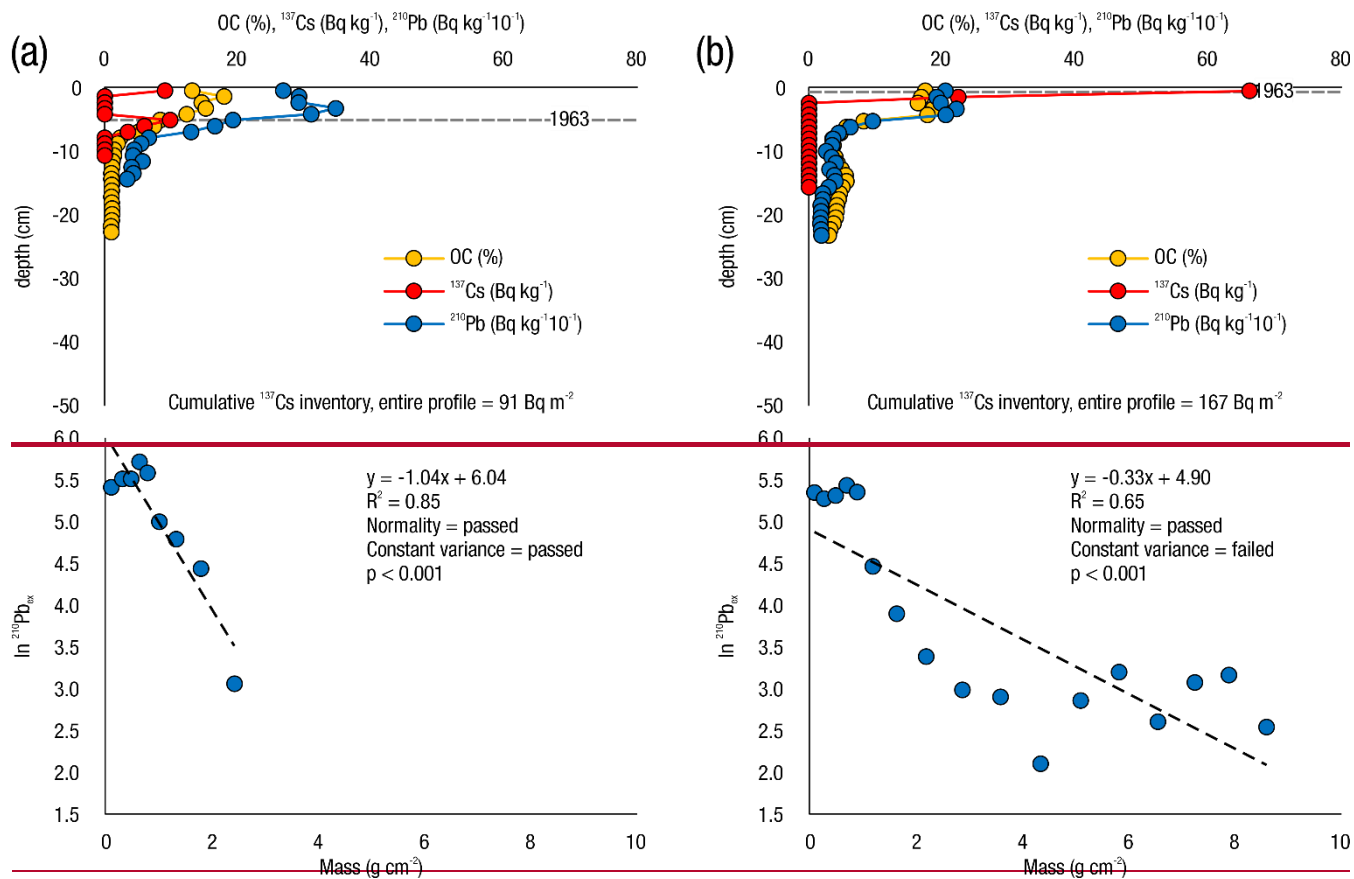 (a)
OC (%), ¹³⁷Cs (Bq kg⁻¹), ²¹⁰Pb (Bq kg⁻¹10⁻¹)
0 20 40 60 80
0
-10
-20
-30
-40
-50
depth (cm)
1963
OC (%)
¹³⁷Cs (Bq kg⁻¹)
²¹⁰Pb (Bq kg⁻¹10⁻¹)
Cumulative ¹³⁷Cs inventory, entire profile = 91 Bq m⁻²
(b)
OC (%), ¹³⁷Cs (Bq kg⁻¹), ²¹⁰Pb (Bq kg⁻¹10⁻¹)
0 20 40 60 80
0
-10
-20
-30
-40
-50
depth (cm)
1963
OC (%)
¹³⁷Cs (Bq kg⁻¹)
²¹⁰Pb (Bq kg⁻¹10⁻¹)
Cumulative ¹³⁷Cs inventory, entire profile = 167 Bq m⁻²
6.0
5.5
5.0
4.5
4.0
3.5
3.0
2.5
2.0
1.5
ln ²¹⁰Pbₑₓ
y = -1.04x + 6.04
R² = 0.85
Normality = passed
Constant variance = passed
p < 0.001
0 2 4 6 8 10
Mass (g cm⁻²)
6.0
5.5
5.0
4.5
4.0
3.5
3.0
2.5
2.0
1.5
ln ²¹⁰Pbₑₓ
y = -0.33x + 4.90
R² = 0.65
Normality = passed
Constant variance = failed
p < 0.001
0 2 4 6 8 10
Mass (g cm⁻²)